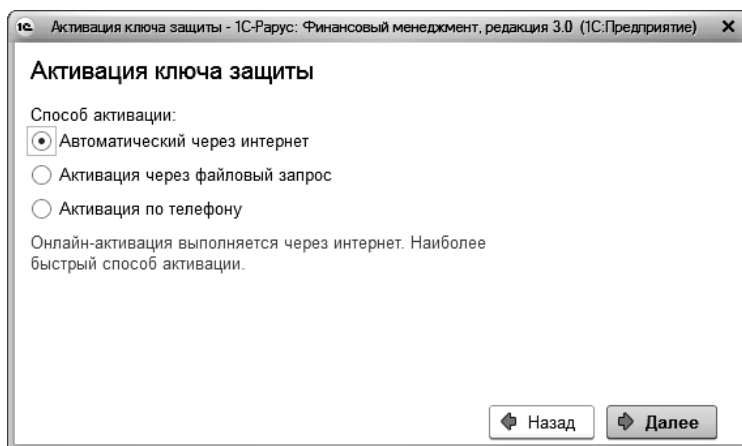 1С Активация ключа защиты - 1С-Рарус: Финансовый менеджмент, редакция 3.0 (1С:Предприятие)
Активация ключа защиты
Способ активации:
Автоматический через интернет
Активация через файловый запрос
Активация по телефону
Онлайн-активация выполняется через интернет. Наиболее
быстрый способ активации.
Назад Далее